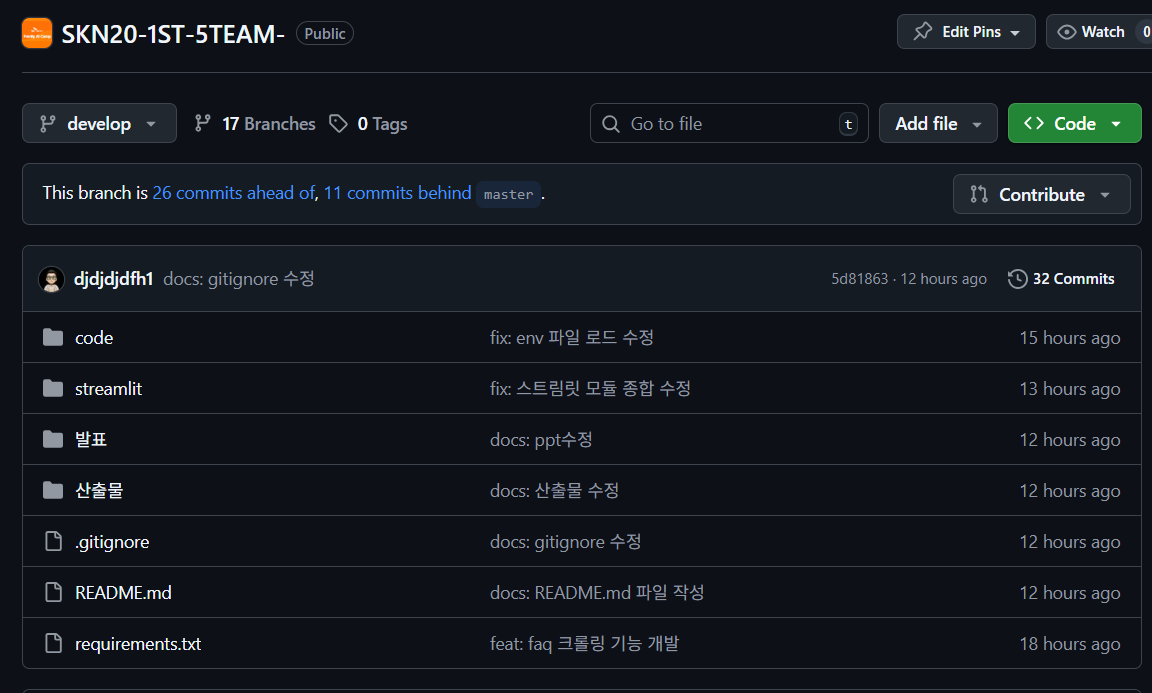 SKN20-1ST-5TEAM- Public Edit Pins Watch 0
develop 17 Branches 0 Tags Go to file t Add file Code
This branch is 26 commits ahead of, 11 commits behind master .
Contribute
djdjdjdfh1 docs: gitignore 수정 5d81863 · 12 hours ago 32 Commits
code fix: env 파일 로드 수정 15 hours ago
streamlit fix: 스트림릿 모듈 종합 수정 13 hours ago
발표 docs: ppt수정 12 hours ago
산출물 docs: 산출물 수정 12 hours ago
.gitignore docs: gitignore 수정 12 hours ago
README.md docs: README.md 파일 작성 12 hours ago
requirements.txt feat: faq 크롤링 기능 개발 18 hours ago